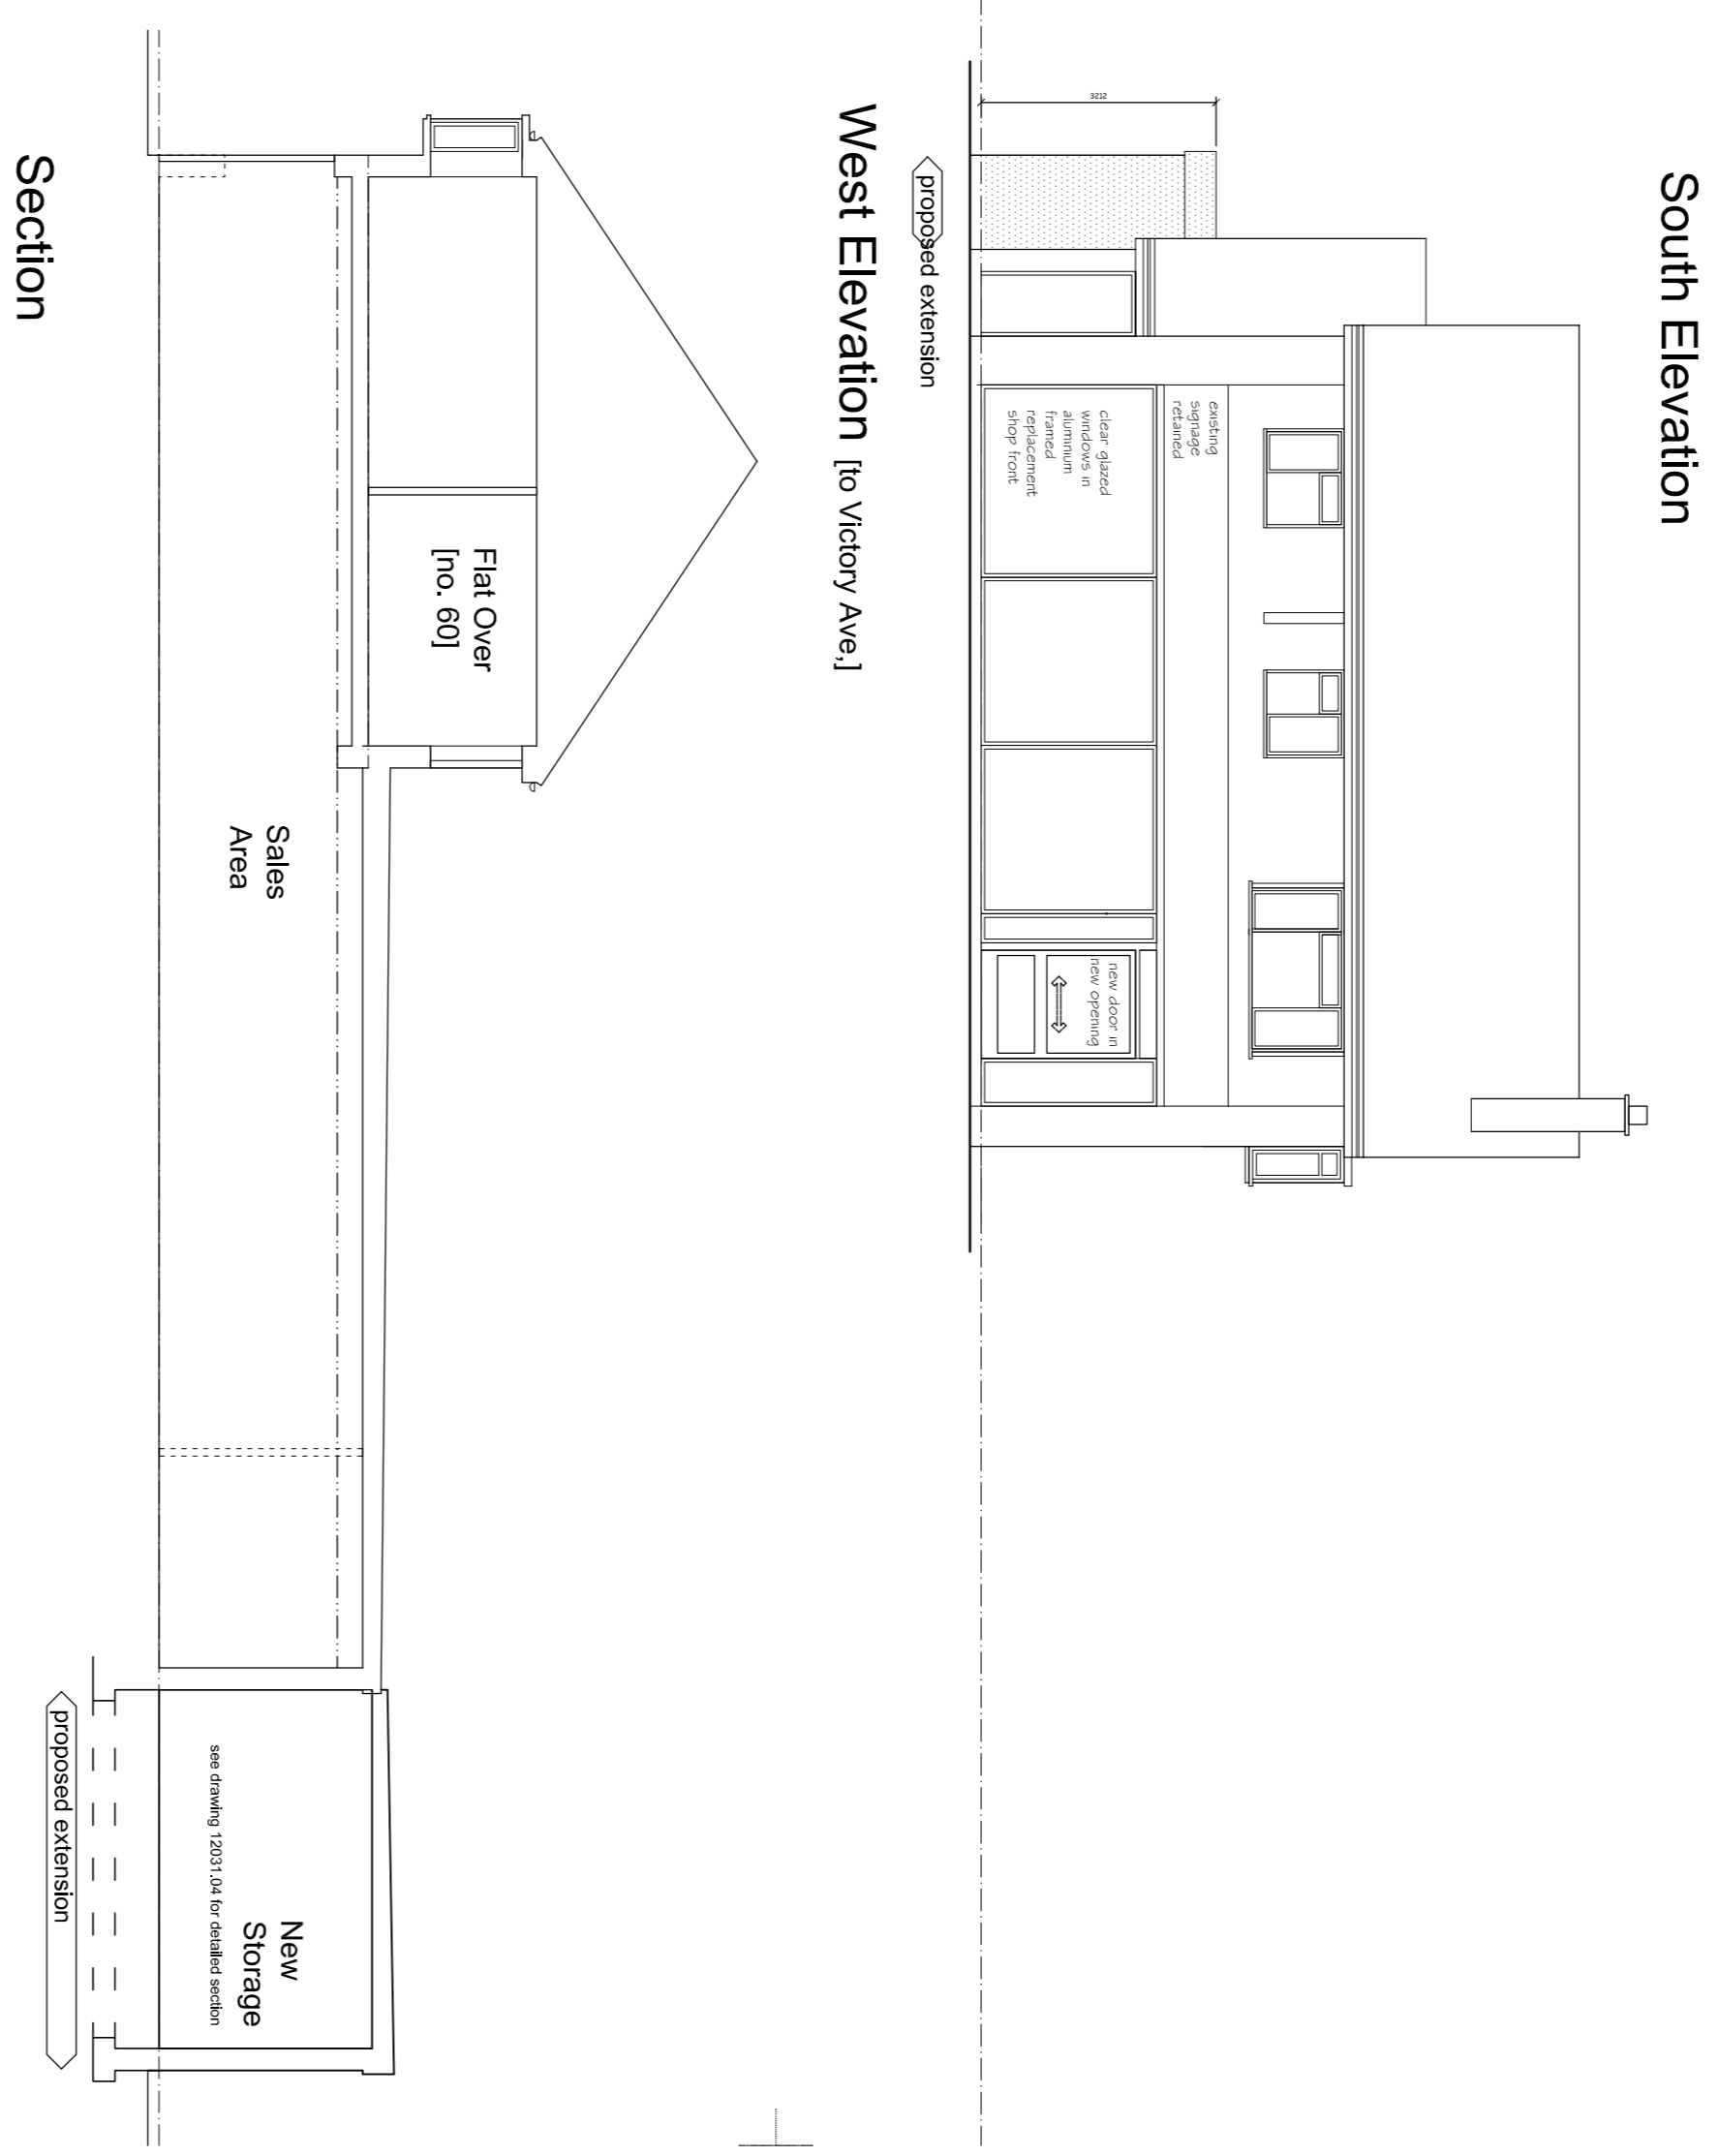 South Elevation
3212
existing
signage
retained
clear glazed
windows in
aluminium
framed
replacement
shop front
new door in
new opening
proposed extension
West Elevation [to Victory Ave,]
Flat Over
[no. 60]
Sales
Area
New
Storage
see drawing 12031.04 for detailed section
proposed extension
Section